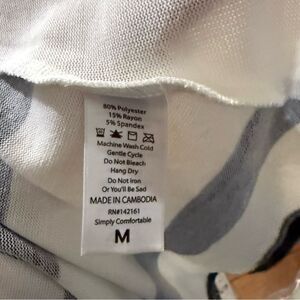 80% Polyester
15% Rayon
5% Spandex
Machine Wash Cold
Gentle Cycle
Do Not Bleach
Hang Dry
Do Not Iron
Or You'll Be Sad
MADE IN CAMBODIA
RN#142161
Simply Comfortable
M